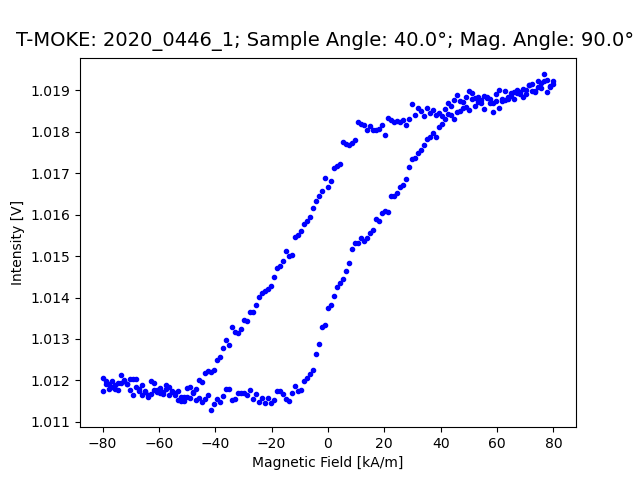 T-MOKE: 2020_0446_1; Sample Angle: 40.0°; Mag. Angle: 90.0°
1.019
1.018
1.017
1.016
1.015
1.014
1.013
1.012
1.011
Intensity [V]
−80 −60 −40 −20 0 20 40 60 80
Magnetic Field [kA/m]